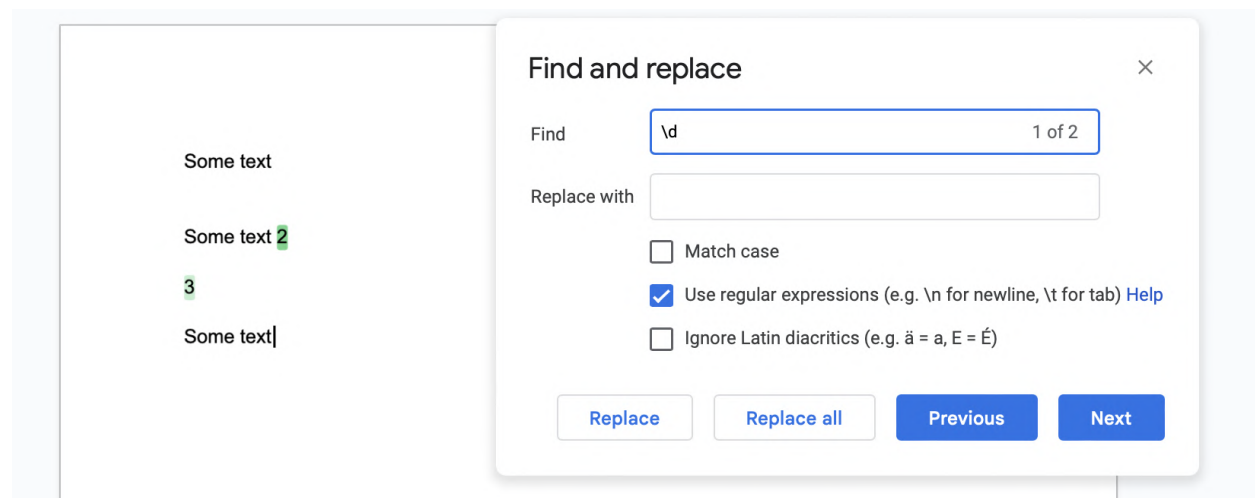 Some text
Some text 2
3
Some text
Find and replace
Find
\d
1 of 2
Replace with
Match case
Use regular expressions (e.g. \n for newline, \t for tab) Help
Ignore Latin diacritics (e.g. ä = a, E = É)
Replace
Replace all
Previous
Next